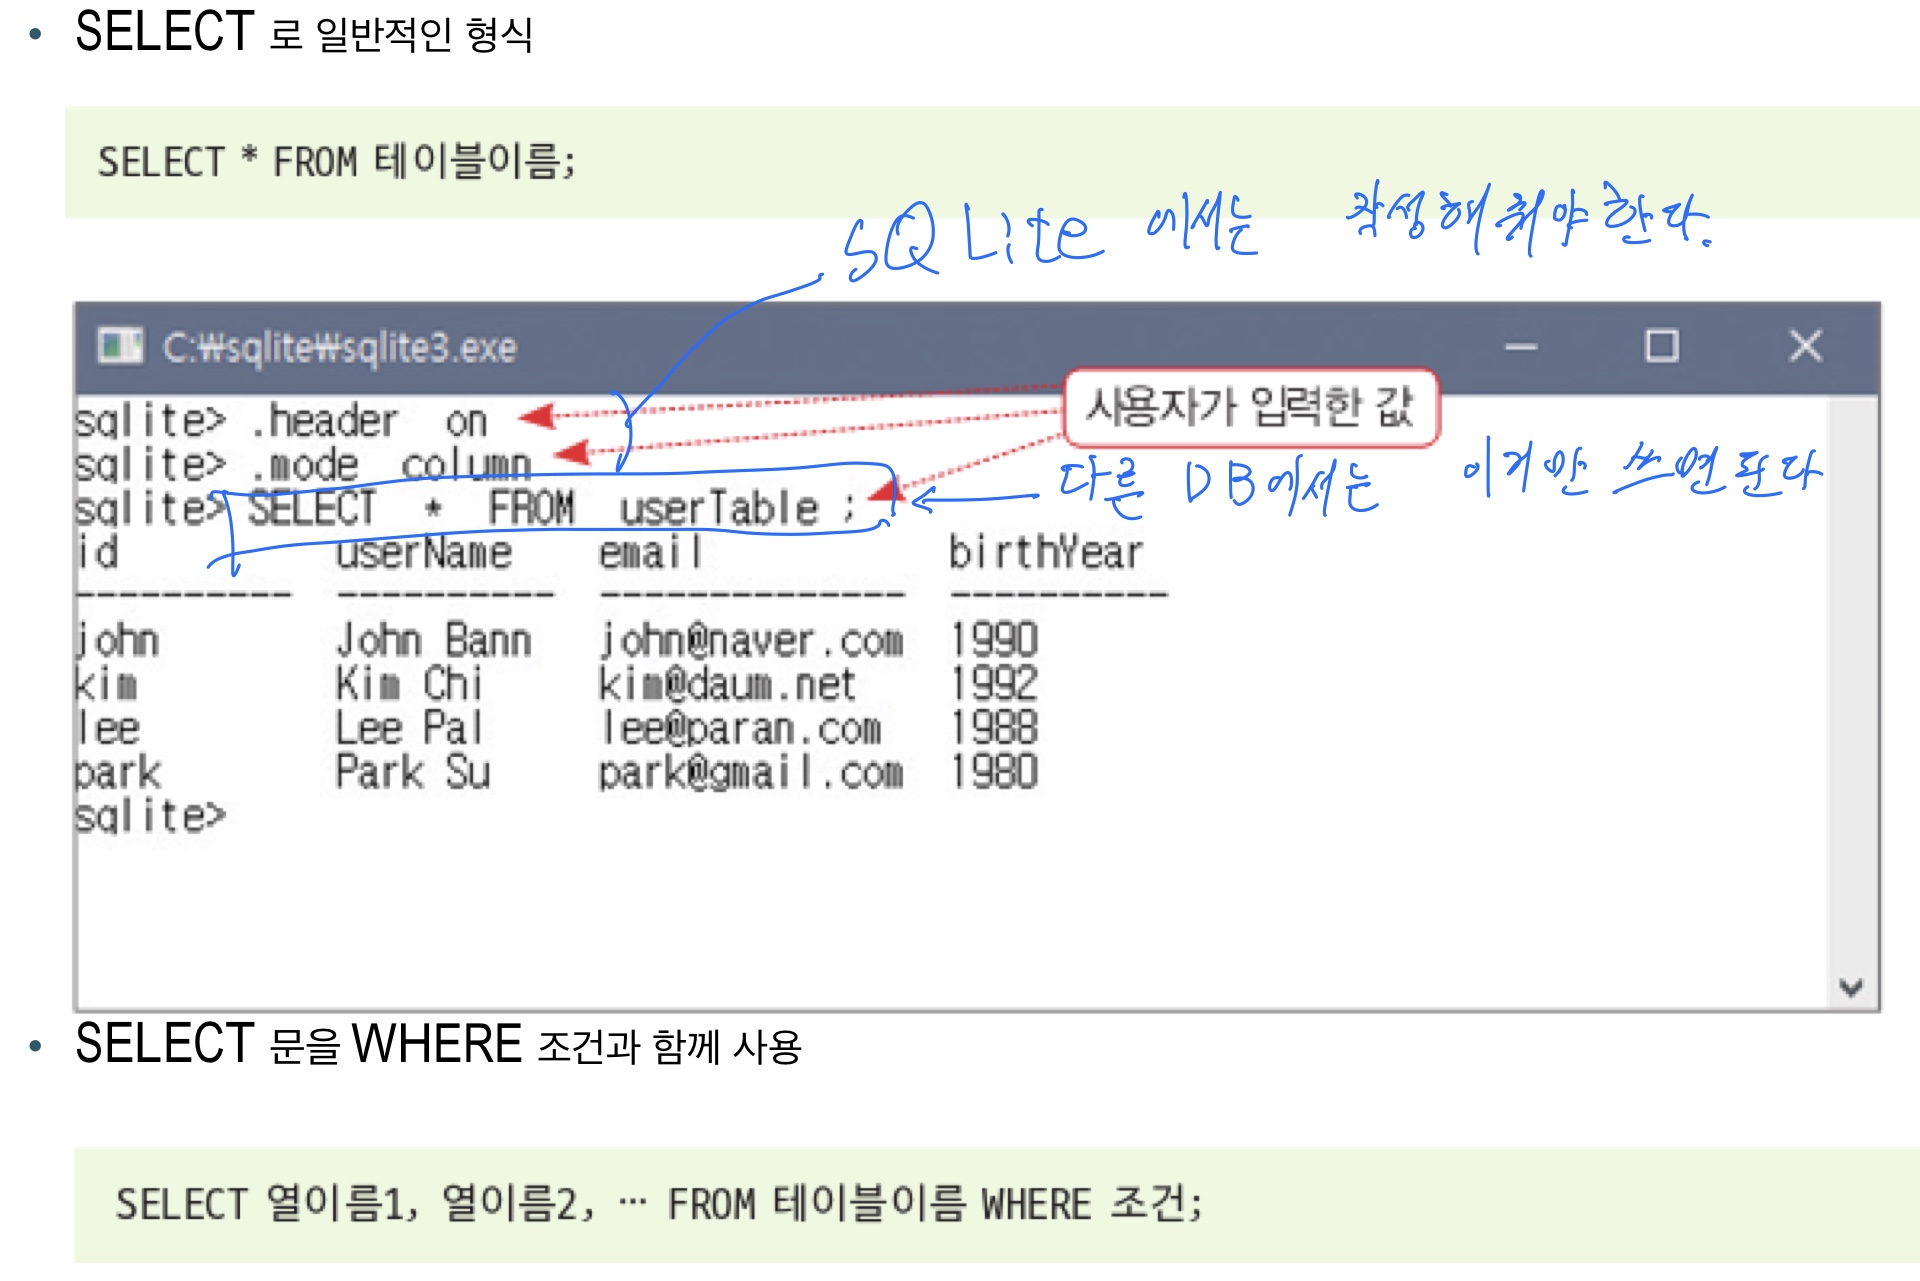 • SELECT 로 일반적인 형식
SELECT * FROM 테이블이름;
SQLite 에서는 작성해줘야한다.
C:₩sqlite₩sqlite3.exe
sqlite> .header on
사용자가 입력한 값
sqlite> .mode column
sqlite> SELECT * FROM userTable ;
다른 DB에서는 이거만 쓰면된다
id userName email birthYear
---------- ---------- -------------- ----------
john John Bann john@naver.com 1990
kim Kim Chi kim@daum.net 1992
lee Lee Pal lee@paran.com 1988
park Park Su park@gmail.com 1980
sqlite>
• SELECT 문을 WHERE 조건과 함께 사용
SELECT 열이름1, 열이름2, … FROM 테이블이름 WHERE 조건;